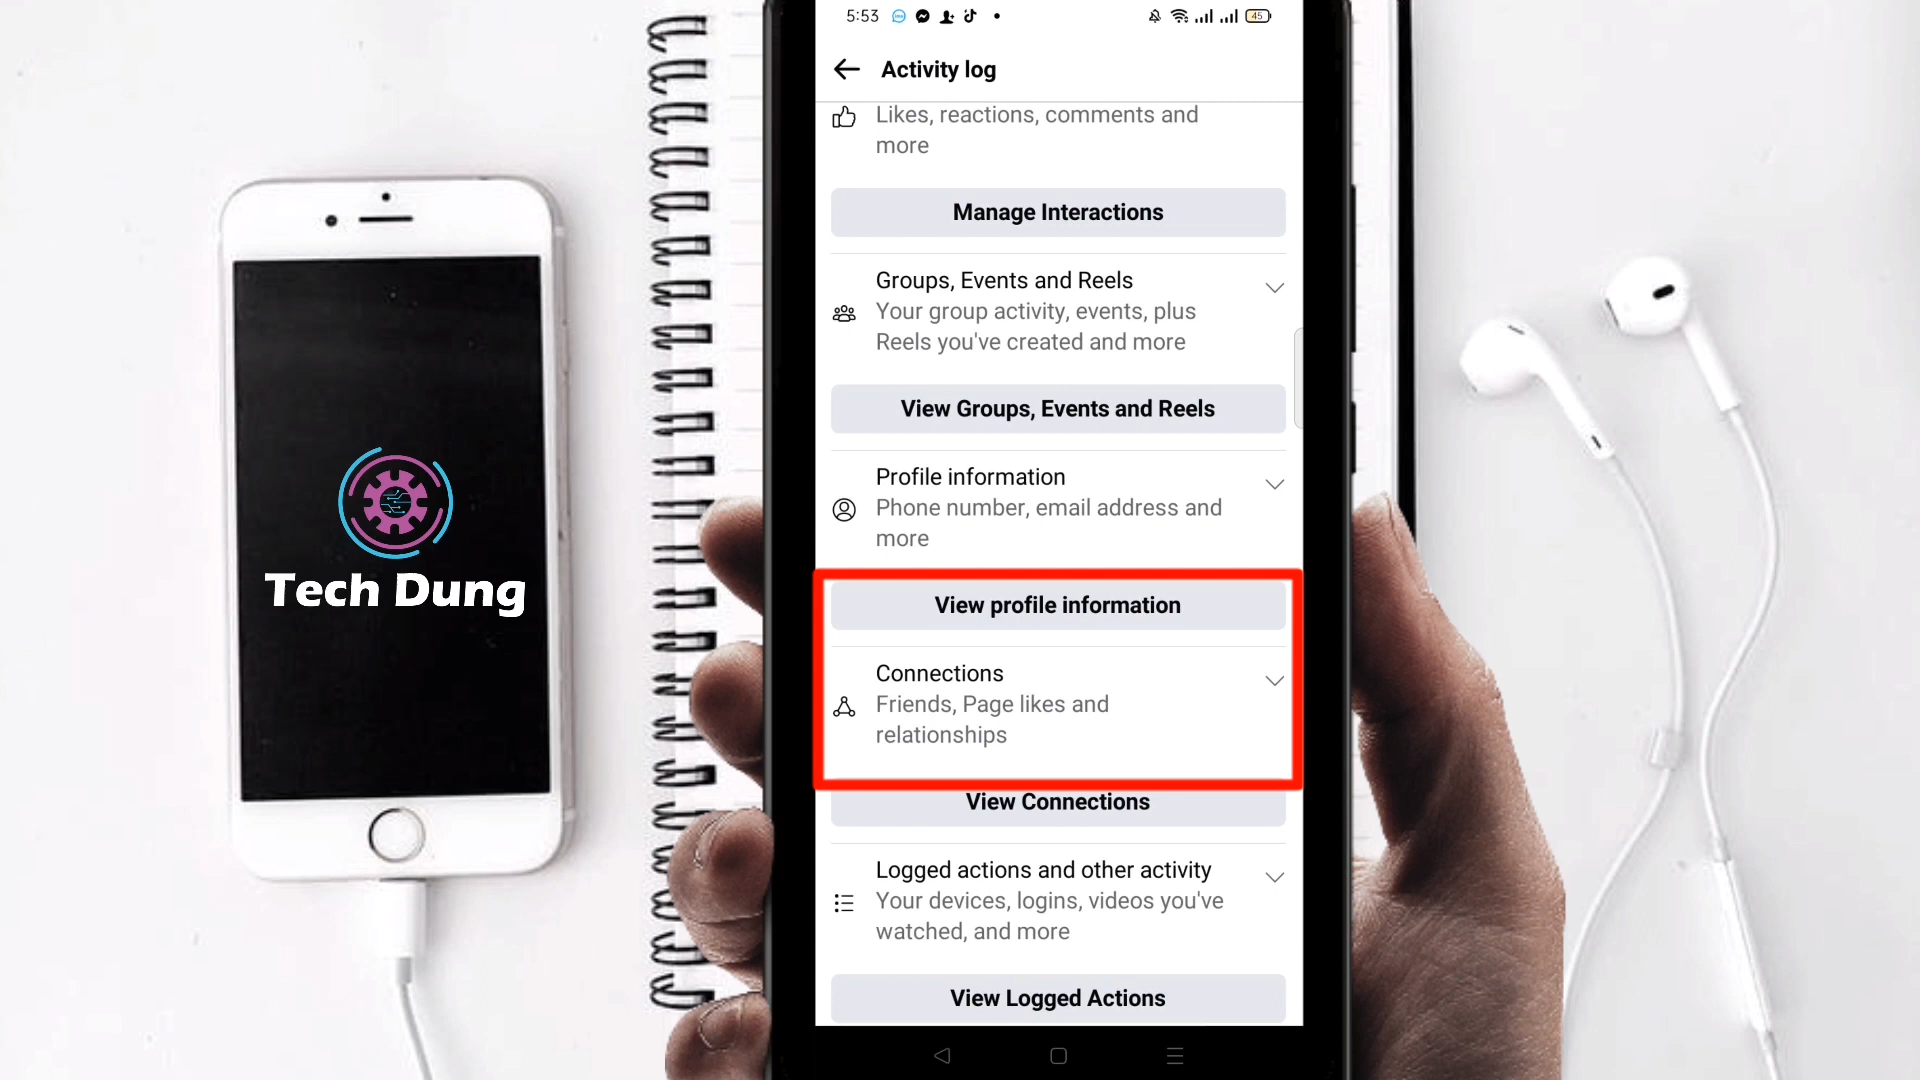 5:53
45
Activity log
Likes, reactions, comments and
more
Manage Interactions
Groups, Events and Reels
Your group activity, events, plus
Reels you've created and more
View Groups, Events and Reels
Profile information
Phone number, email address and
more
View profile information
Connections
Friends, Page likes and
relationships
View Connections
Logged actions and other activity
Your devices, logins, videos you've
watched, and more
View Logged Actions
Tech Dung